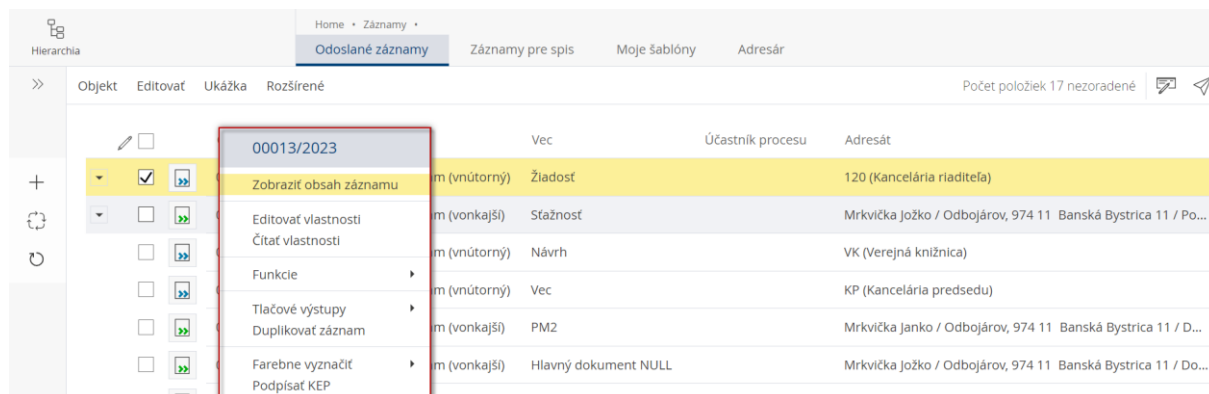 Home • Záznamy •
Hierarchia
Odoslané záznamy Záznamy pre spis Moje šablóny Adresár
Objekt Editovať Ukážka Rozšírené Počet položiek 17 nezoradené
Vec Účastník procesu Adresát
00013/2023
Zobraziť obsah záznamu
Editovať vlastnosti
Čítať vlastnosti
Funkcie
Tlačové výstupy
Duplikovať záznam
Farebne vyznačiť
Podpísať KEP
(vnútorný) Žiadosť 120 (Kancelária riaditeľa)
(vonkajší) Sťažnosť Mrkvička Jožko / Odbojárov, 974 11 Banská Bystrica 11 / Po...
(vnútorný) Návrh VK (Verejná knižnica)
(vnútorný) Vec KP (Kancelária predsedu)
(vonkajší) PM2 Mrkvička Janko / Odbojárov, 974 11 Banská Bystrica 11 / D...
(vonkajší) Hlavný dokument NULL Mrkvička Jožko / Odbojárov, 974 11 Banská Bystrica 11 / Do...